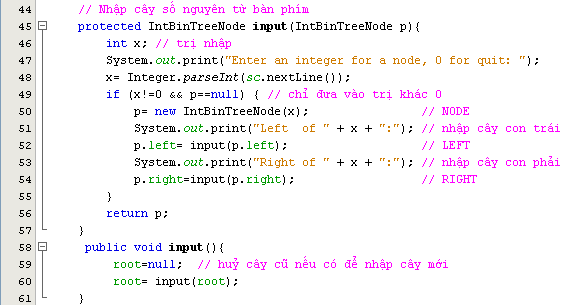 44 // Nhập cây số nguyên từ bàn phím
45 protected IntBinTreeNode input(IntBinTreeNode p){
46 int x; // trị nhập
47 System.out.print("Enter an integer for a node, 0 for quit: ");
48 x= Integer.parseInt(sc.nextLine());
49 if (x!=0 && p==null) { // chỉ đưa vào trị khác 0
50 p= new IntBinTreeNode(x); // NODE
51 System.out.print("Left of " + x + ":"); // nhập cây con trái
52 p.left= input(p.left); // LEFT
53 System.out.print("Right of " + x + ":"); // nhập cây con phải
54 p.right=input(p.right); // RIGHT
55 }
56 return p;
57 }
58 public void input(){
59 root=null; // huỷ cây cũ nếu có để nhập cây mới
60 root= input(root);
61 }